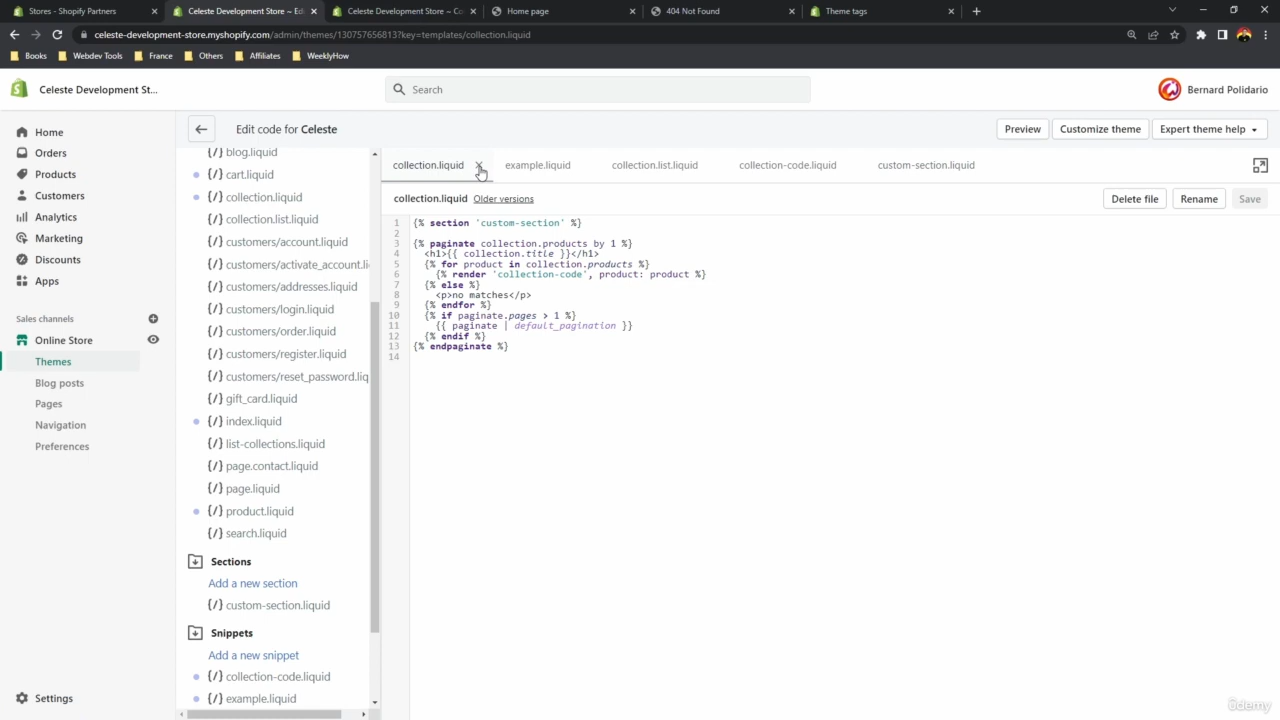 Stores - Shopify Partners
Celeste Development Store ~ Ed
Celeste Development Store ~ Co
Home page
404 Not Found
Theme tags
celeste-development-store.myshopify.com/admin/themes/130757656813?key=templates/collection.liquid
Books
Webdev Tools
France
Others
Affiliates
WeeklyHow
Celeste Development St...
Search
Bernard Polidario
Home
Orders
Products
Customers
Analytics
Marketing
Discounts
Apps
Sales channels
Online Store
Themes
Blog posts
Pages
Navigation
Preferences
Settings
Edit code for Celeste
Preview
Customize theme
Expert theme help
{/} blog.liquid
{/} cart.liquid
{/} collection.liquid
{/} collection.list.liquid
{/} customers/account.liquid
{/} customers/activate_account.li
{/} customers/addresses.liquid
{/} customers/login.liquid
{/} customers/order.liquid
{/} customers/register.liquid
{/} customers/reset_password.liq
{/} gift_card.liquid
{/} index.liquid
{/} list-collections.liquid
{/} page.contact.liquid
{/} page.liquid
{/} product.liquid
{/} search.liquid
Sections
Add a new section
{/} custom-section.liquid
Snippets
Add a new snippet
{/} collection-code.liquid
{/} example.liquid
collection.liquid
example.liquid
collection.list.liquid
collection-code.liquid
custom-section.liquid
collection.liquid Older versions
Delete file
Rename
Save
1 {% section 'custom-section' %}
2
3 {% paginate collection.products by 1 %}
4 <h1>{{ collection.title }}</h1>
5 {% for product in collection.products %}
6 {% render 'collection-code', product: product %}
7 {% else %}
8 <p>no matches</p>
9 {% endfor %}
10 {% if paginate.pages > 1 %}
11 {{ paginate | default_pagination }}
12 {% endif %}
13 {% endpaginate %}
14
ûdemy